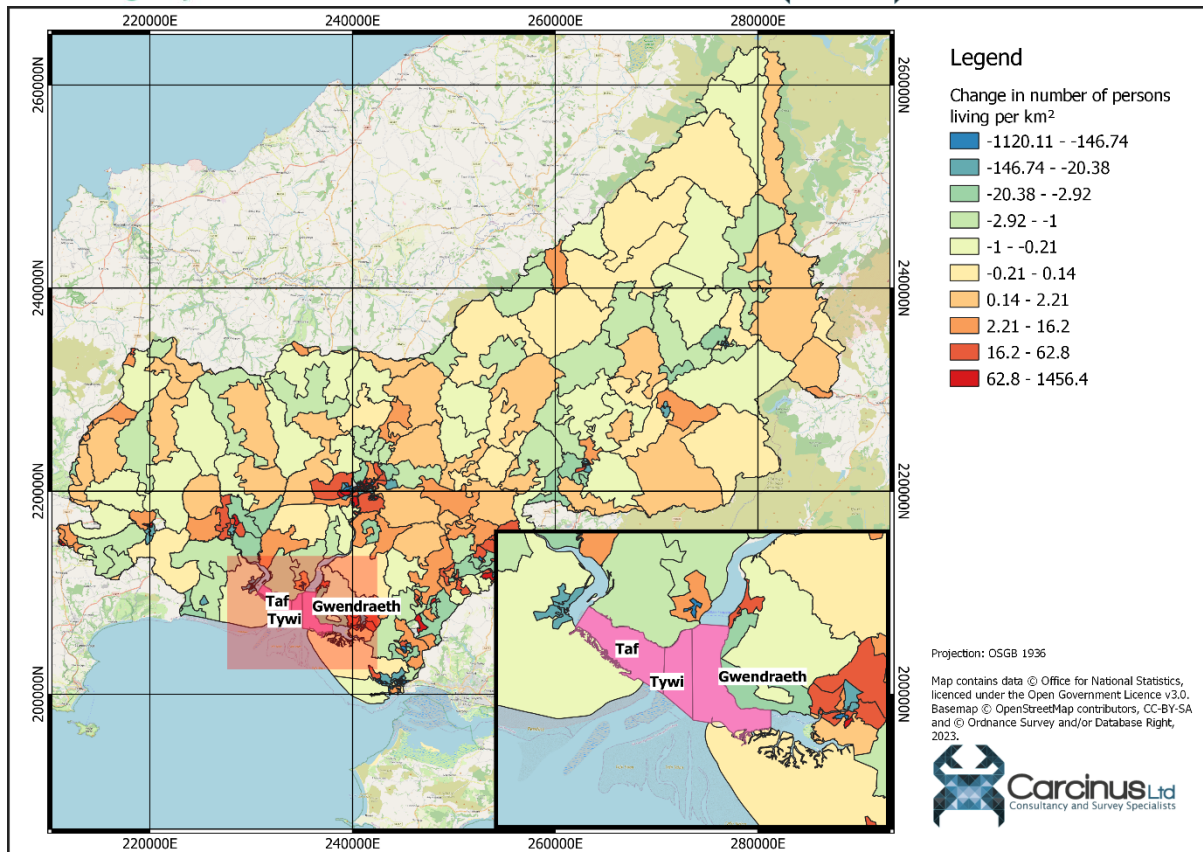 220000E 240000E 260000E 280000E
260000N 260000N
240000N 240000N
220000N 220000N
200000N 200000N
220000E 240000E 260000E 280000E
Taf
Tywi
Gwendraeth
Taf
Tywi
Gwendraeth
Legend
Change in number of persons
living per km²
-1120.11 - -146.74
-146.74 - -20.38
-20.38 - -2.92
-2.92 - -1
-1 - -0.21
-0.21 - 0.14
0.14 - 2.21
2.21 - 16.2
16.2 - 62.8
62.8 - 1456.4
Projection: OSGB 1936
Map contains data © Office for National Statistics,
licenced under the Open Government Licence v3.0.
Basemap © OpenStreetMap contributors, CC-BY-SA
and © Ordnance Survey and/or Database Right,
2023.
Carcinus Ltd
Consultancy and Survey Specialists